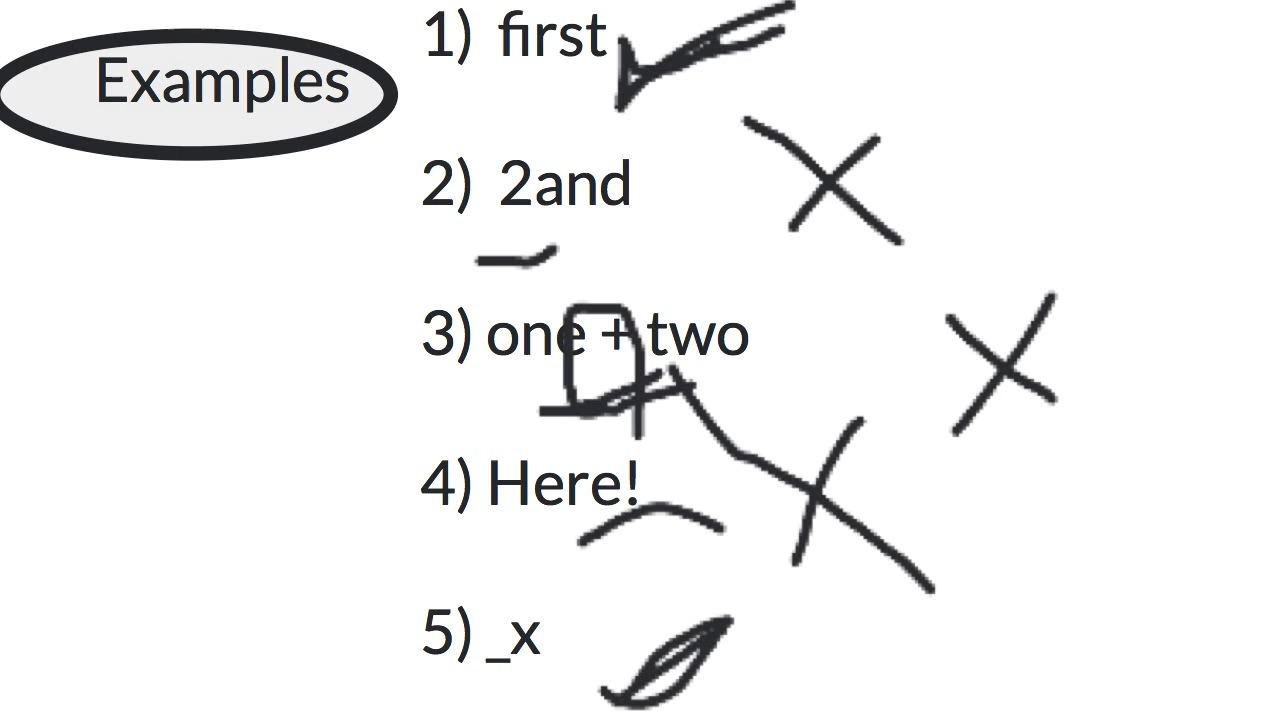 Examples
1) first
2) 2and
3) one + two
4) Here!
5) _x